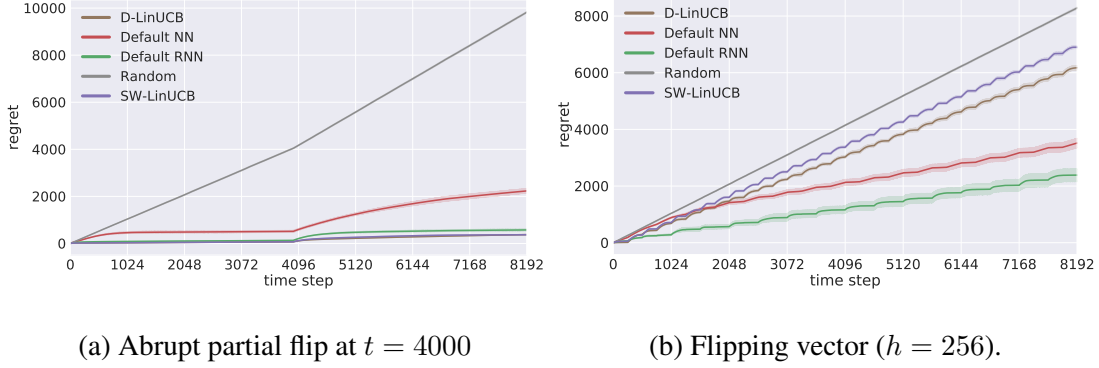 10000
8000
6000
4000
2000
0
regret
D-LinUCB
Default NN
Default RNN
Random
SW-LinUCB
0 1024 2048 3072 4096 5120 6144 7168 8192
time step
(a) Abrupt partial flip at t = 4000
8000
6000
4000
2000
0
regret
D-LinUCB
Default NN
Default RNN
Random
SW-LinUCB
0 1024 2048 3072 4096 5120 6144 7168 8192
time step
(b) Flipping vector (h = 256).